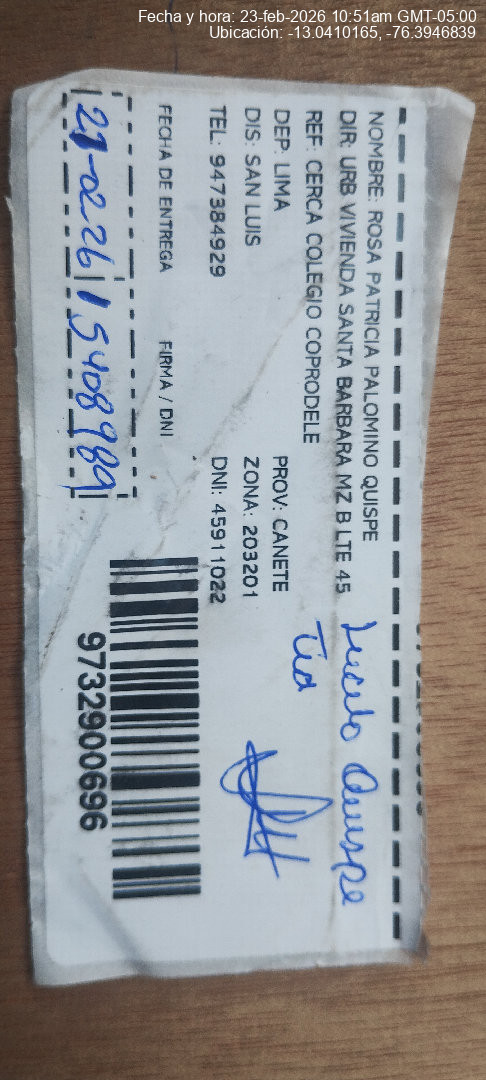 Fecha y hora: 23-feb-2026 10:51am GMT-05:00
Ubicación: -13.0410165, -76.3946839
NOMBRE: ROSA PATRICIA PALOMINO QUISPE
DIR: URB VIVIENDA SANTA BARBARA MZ B LTE 45
REF: CERCA COLEGIO COPRODELE
DEP: LIMA PROV: CANETE
DIS: SAN LUIS ZONA: 203201
TEL: 947384929 DNI: 45911022
FECHA DE ENTREGA FIRMA / DNI
21-02-26 15408989
Quispe
Tia
9732900696